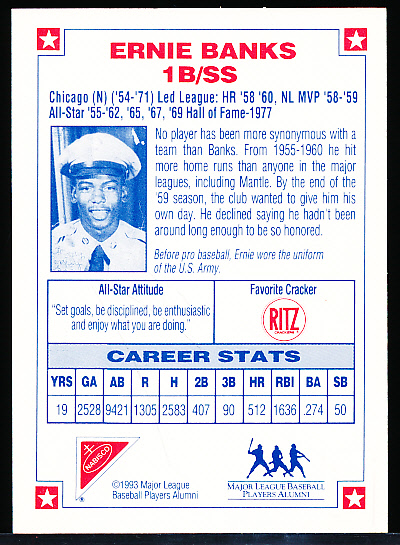 ERNIE BANKS
1B/SS
Chicago (N) ('54-'71) Led League: HR '58 '60, NL MVP '58-'59
All-Star '55-'62, '65, '67, '69 Hall of Fame-1977
No player has been more synonymous with a
team than Banks. From 1955-1960 he hit
more home runs than anyone in the major
leagues, including Mantle. By the end of the
'59 season, the club wanted to give him his
own day. He declined saying he hadn't been
around long enough to be so honored.
Before pro baseball, Ernie wore the uniform
of the U.S. Army.
All-Star Attitude
"Set goals, be disciplined, be enthusiastic
and enjoy what you are doing."
Favorite Cracker
RITZ
CRACKERS
CAREER STATS
YRS GA AB R H 2B 3B HR RBI BA SB
19 2528 9421 1305 2583 407 90 512 1636 .274 50
NABISCO
©1993 Major League
Baseball Players Alumni
MAJOR LEAGUE BASEBALL
PLAYERS ALUMNI